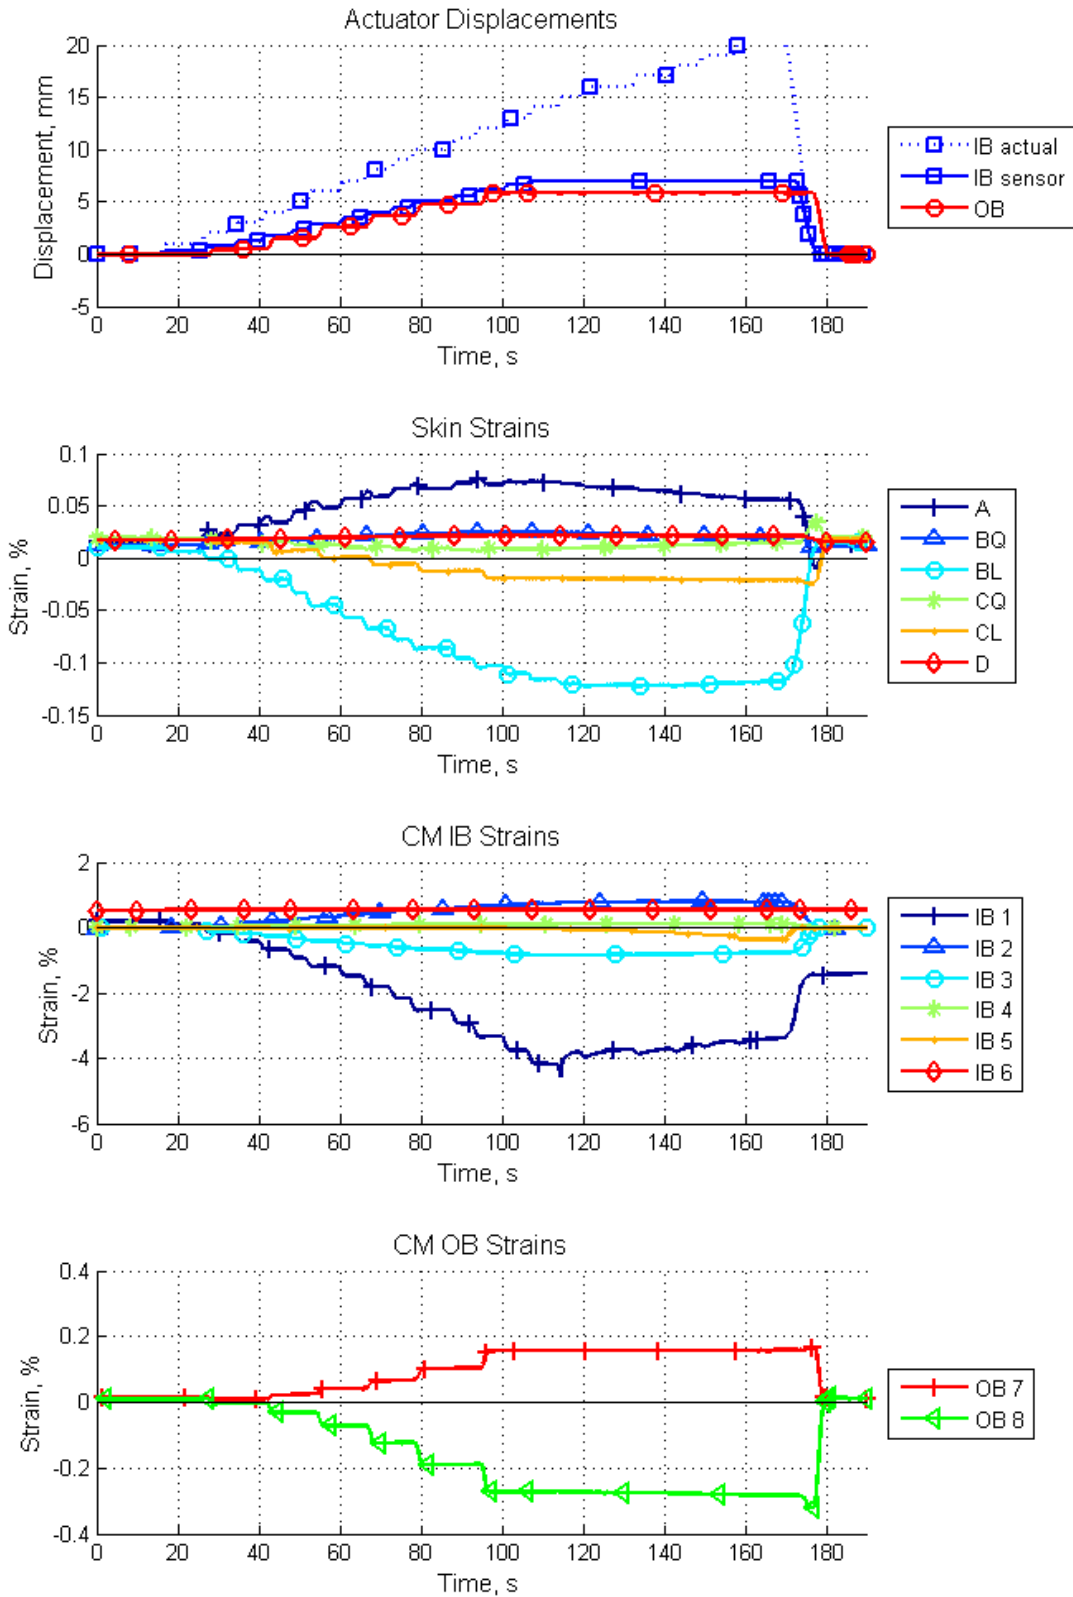 Actuator Displacements
20
15
10
5
0
-5
Displacement, mm
0 20 40 60 80 100 120 140 160 180
Time, s
IB actual
IB sensor
OB
Skin Strains
0.1
0.05
0
-0.05
-0.1
-0.15
Strain, %
0 20 40 60 80 100 120 140 160 180
Time, s
A
BQ
BL
CQ
CL
D
CM IB Strains
2
0
-2
-4
-6
Strain, %
0 20 40 60 80 100 120 140 160 180
Time, s
IB 1
IB 2
IB 3
IB 4
IB 5
IB 6
CM OB Strains
0.4
0.2
0
-0.2
-0.4
Strain, %
0 20 40 60 80 100 120 140 160 180
Time, s
OB 7
OB 8